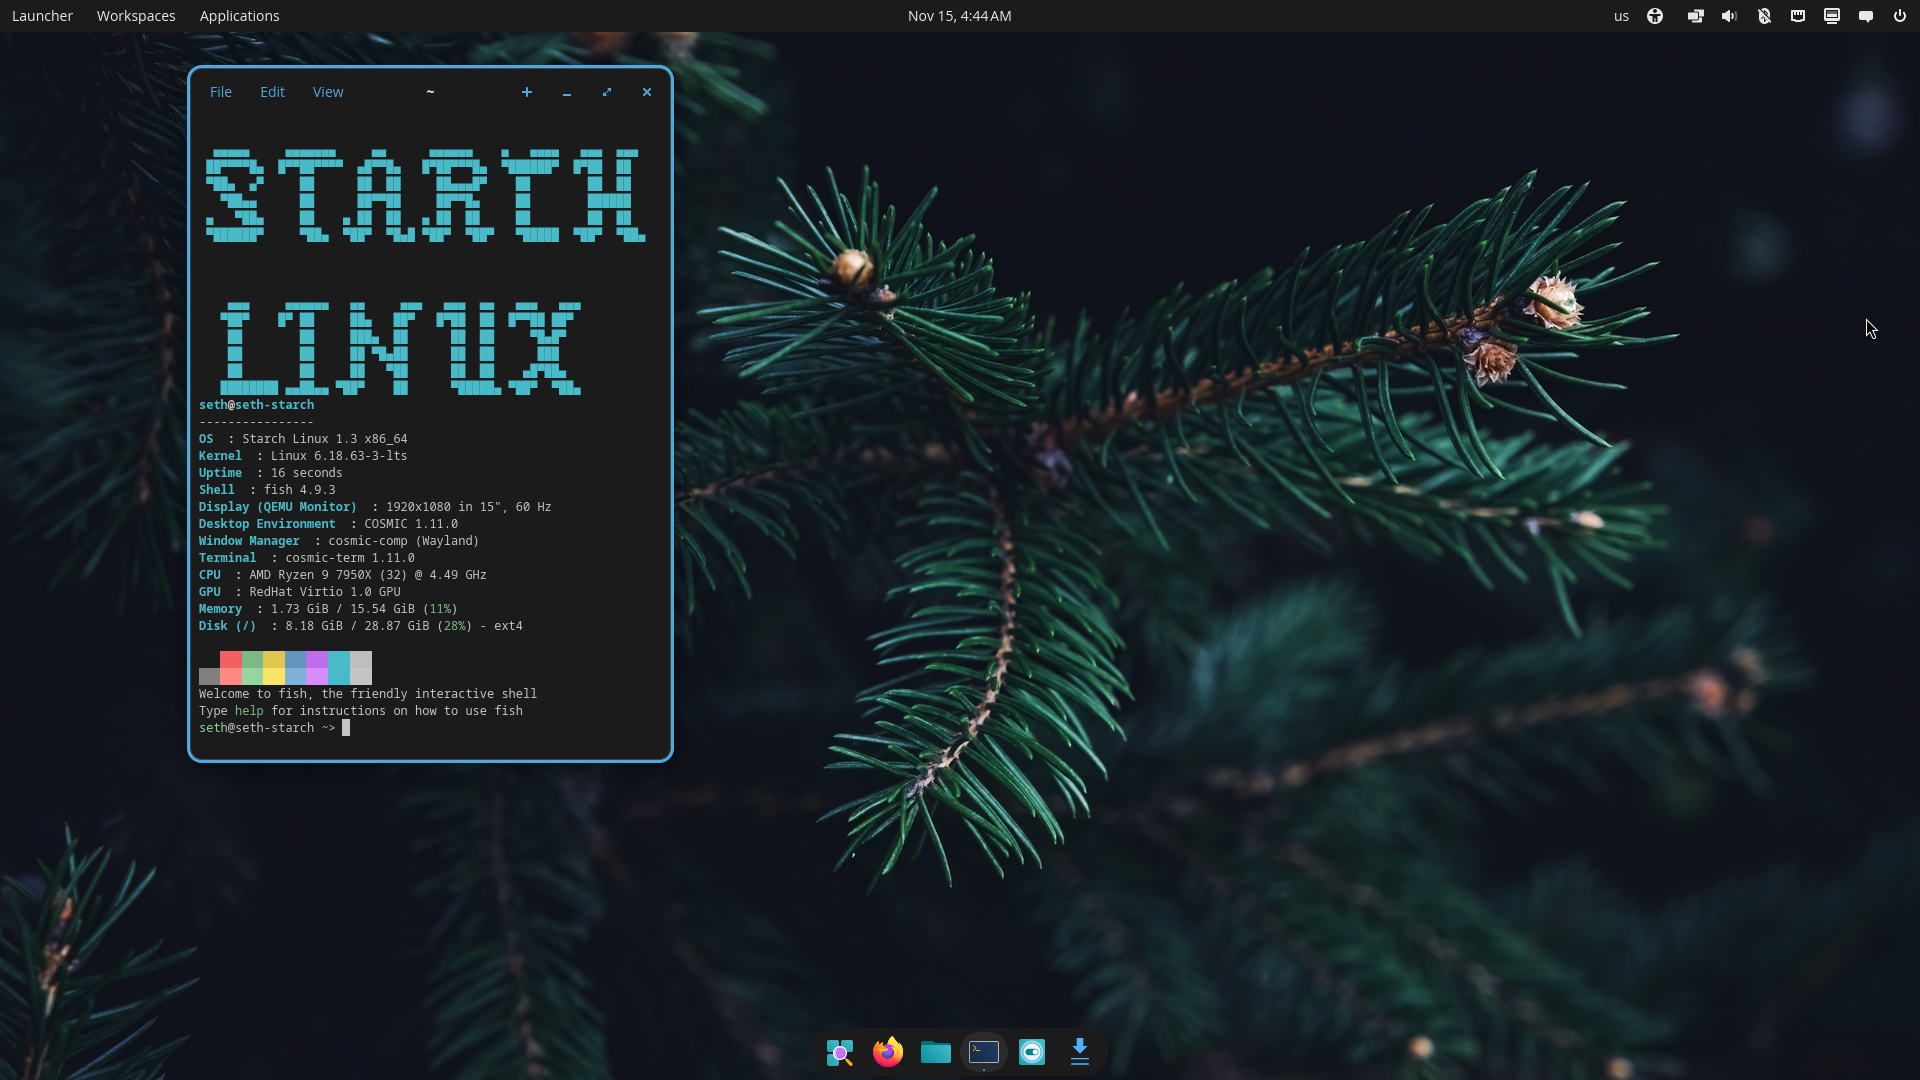 Launcher Workspaces Applications Nov 15, 4:44 AM us
File Edit View ~
STARCH
LINUX
seth@seth-starch
----------------
OS : Starch Linux 1.3 x86_64
Kernel : Linux 6.18.63-3-lts
Uptime : 16 seconds
Shell : fish 4.9.3
Display (QEMU Monitor) : 1920x1080 in 15", 60 Hz
Desktop Environment : COSMIC 1.11.0
Window Manager : cosmic-comp (Wayland)
Terminal : cosmic-term 1.11.0
CPU : AMD Ryzen 9 7950X (32) @ 4.49 GHz
GPU : RedHat Virtio 1.0 GPU
Memory : 1.73 GiB / 15.54 GiB (11%)
Disk (/) : 8.18 GiB / 28.87 GiB (28%) - ext4
Welcome to fish, the friendly interactive shell
Type help for instructions on how to use fish
seth@seth-starch ~>